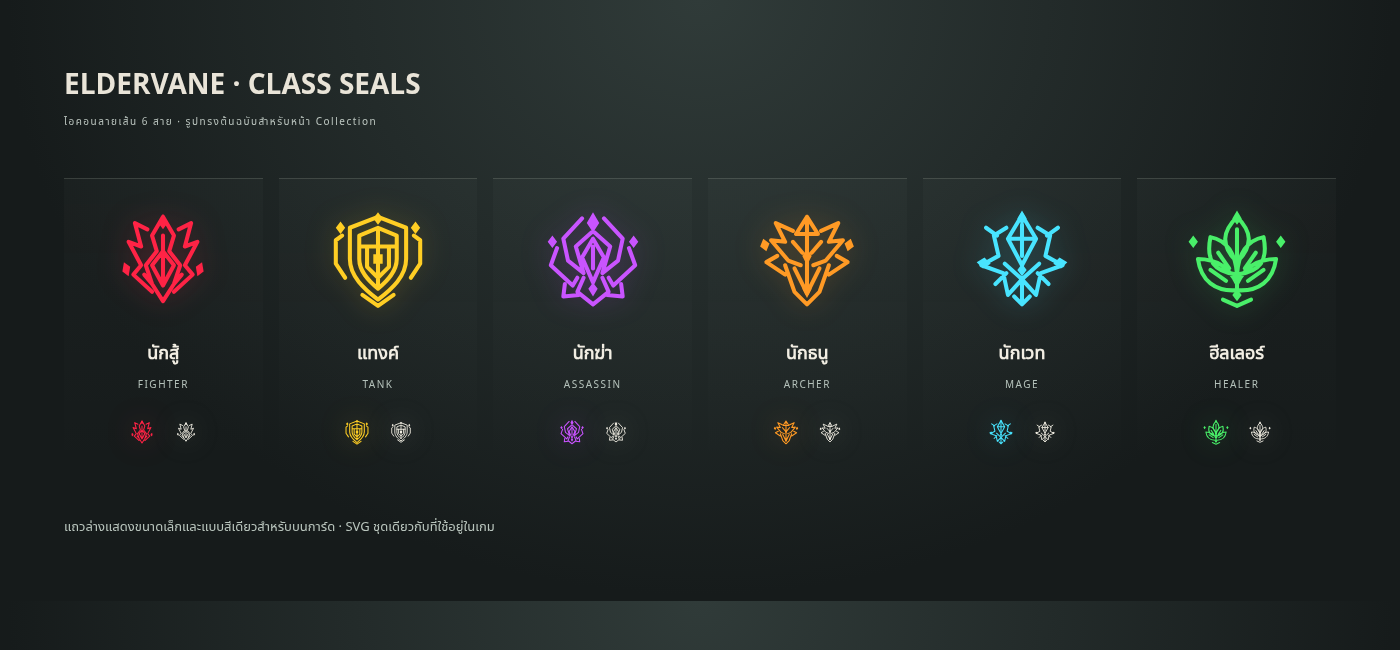 ELDERVANE · CLASS SEALS
ไอคอนลายเส้น 6 สาย · รูปทรงต้นฉบับสำหรับหน้า Collection
นักสู้
FIGHTER
แทงค์
TANK
นักฆ่า
ASSASSIN
นักธนู
ARCHER
นักเวท
MAGE
ฮีลเลอร์
HEALER
แถวล่างแสดงขนาดเล็กและแบบสีเดียวสำหรับบนการ์ด · SVG ชุดเดียวกับที่ใช้อยู่ในเกม